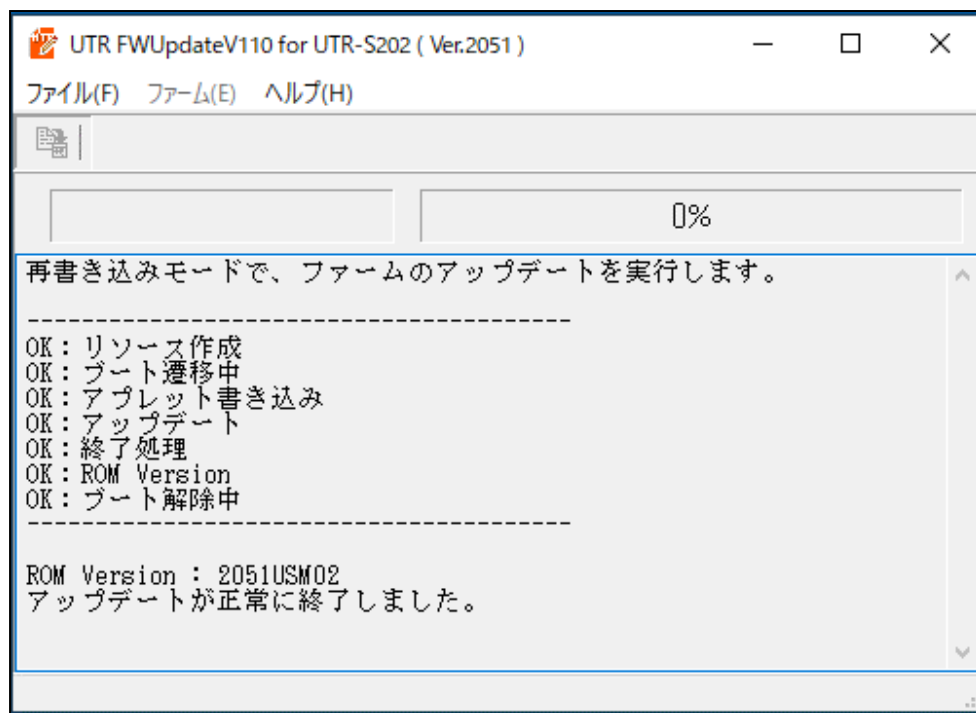 UTR FWUpdateV110 for UTR-S202 ( Ver.2051 )
ファイル(F) ファーム(E) ヘルプ(H)
0%
再書き込みモードで、ファームのアップデートを実行します。
----------------------------------------
OK：リソース作成
OK：ブート遷移中
OK：アプレット書き込み
OK：アップデート
OK：終了処理
OK：ROM Version
OK：ブート解除中
----------------------------------------
ROM Version : 2051USM02
アップデートが正常に終了しました。